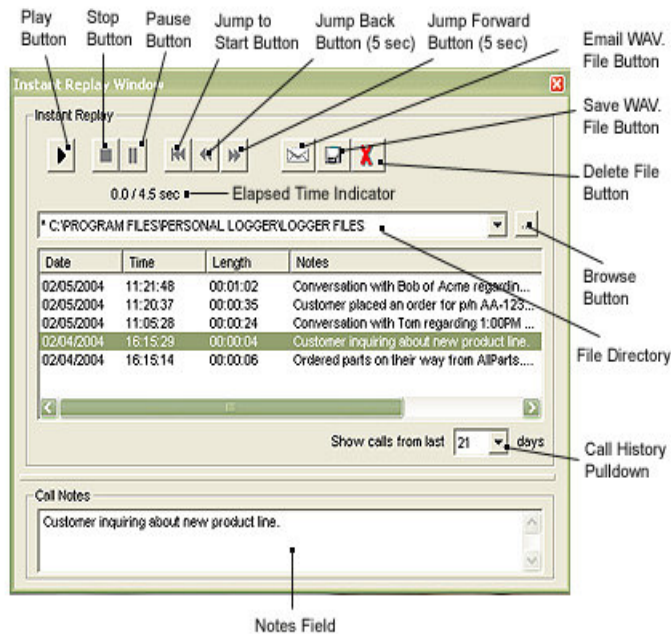 Play Button
Stop Button
Pause Button
Jump to Start Button
Jump Back Button (5 sec)
Jump Forward Button (5 sec)
Email WAV. File Button
Save WAV. File Button
Delete File Button
Instant Replay Window
Instant Replay
0.0 / 4.5 sec
Elapsed Time Indicator
* C:\PROGRAM FILES\PERSONAL LOGGER\LOGGER FILES
...
Browse Button
File Directory
Date Time Length Notes
02/05/2004 11:21:48 00:01:02 Conversation with Bob of Acme regardin...
02/05/2004 11:20:37 00:00:35 Customer placed an order for p/n AA-123...
02/05/2004 11:05:28 00:00:24 Conversation with Tom regarding 1:00PM ...
02/04/2004 16:15:29 00:00:04 Customer inquiring about new product line.
02/04/2004 16:15:14 00:00:06 Ordered parts on their way from AllParts....
Show calls from last 21 days
Call History Pulldown
Call Notes
Customer inquiring about new product line.
Notes Field